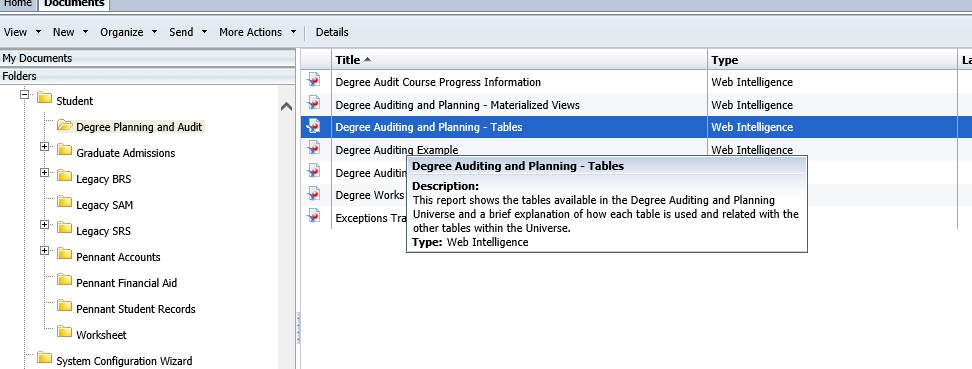 Home Documents
View New Organize Send More Actions Details
My Documents
Folders
Student
Degree Planning and Audit
Graduate Admissions
Legacy BRS
Legacy SAM
Legacy SRS
Pennant Accounts
Pennant Financial Aid
Pennant Student Records
Worksheet
System Configuration Wizard
Title Type La
Degree Audit Course Progress Information Web Intelligence
Degree Auditing and Planning - Materialized Views Web Intelligence
Degree Auditing and Planning - Tables Web Intelligence
Degree Auditing Example Web Intelligence
Degree Auditin
Degree Works
Exceptions Tra
Degree Auditing and Planning - Tables
Description:
This report shows the tables available in the Degree Auditing and Planning
Universe and a brief explanation of how each table is used and related with the
other tables within the Universe.
Type: Web Intelligence